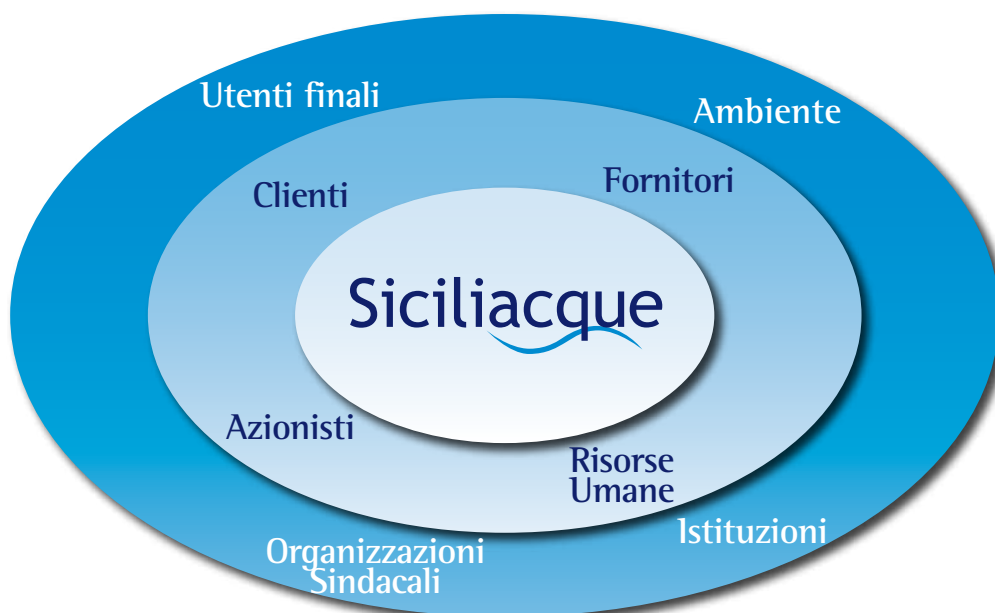 Utenti finali
Ambiente
Clienti
Fornitori
Siciliacque
Azionisti
Risorse
Umane
Istituzioni
Organizzazioni
Sindacali